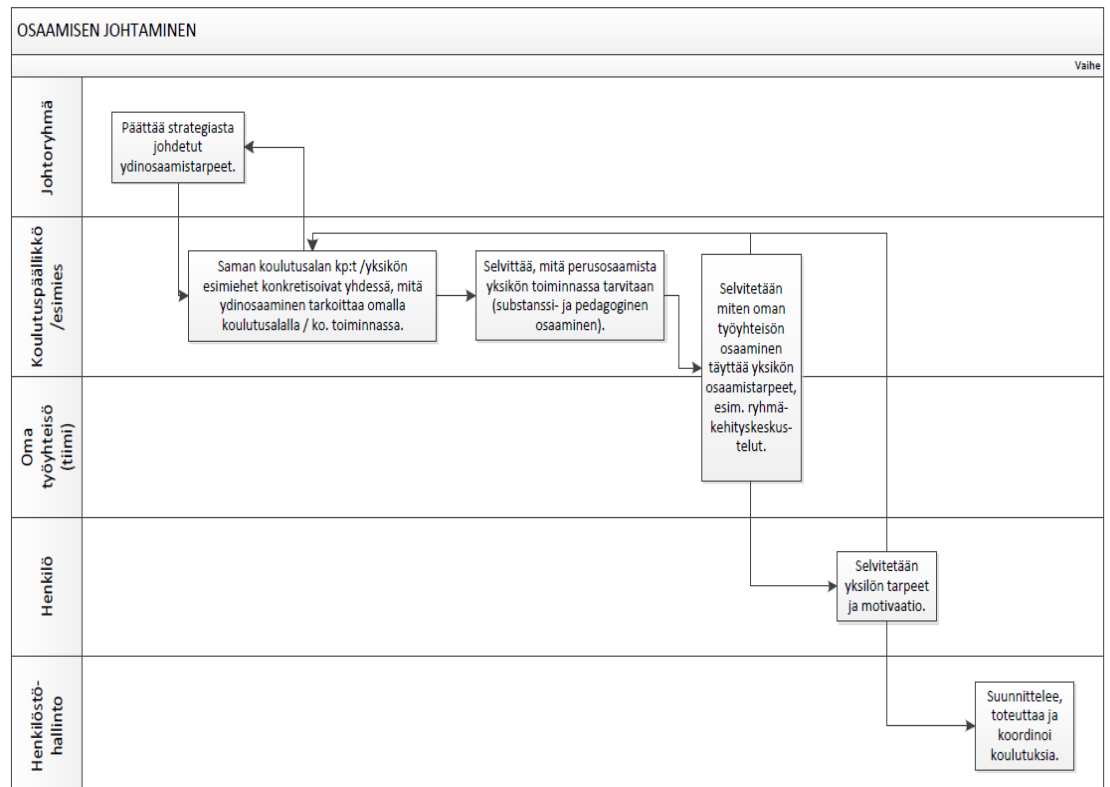 OSAAMISEN JOHTAMINEN
Vaihe
Johtoryhmä
Päättää strategiasta
johdetut
ydinosaamistarpeet.
Koulutuspäällikkö
/esimies
Saman koulutusalan kp:t /yksikön
esimiehet konkretisoivat yhdessä, mitä
ydinosaaminen tarkoittaa omalla
koulutusalalla / ko. toiminnassa.
Selvittää, mitä perusosaamista
yksikön toiminnassa tarvitaan
(substanssi- ja pedagoginen
osaaminen).
Selvitetään
miten oman
työyhteisön
osaaminen
täyttää yksikön
osaamistarpeet,
esim. ryhmä-
kehityskeskus-
telut.
Oma
työyhteisö
(tiimi)
Henkilö
Selvitetään
yksilön tarpeet
ja motivaatio.
Henkilöstö-
hallinto
Suunnittelee,
toteuttaa ja
koordinoi
koulutuksia.